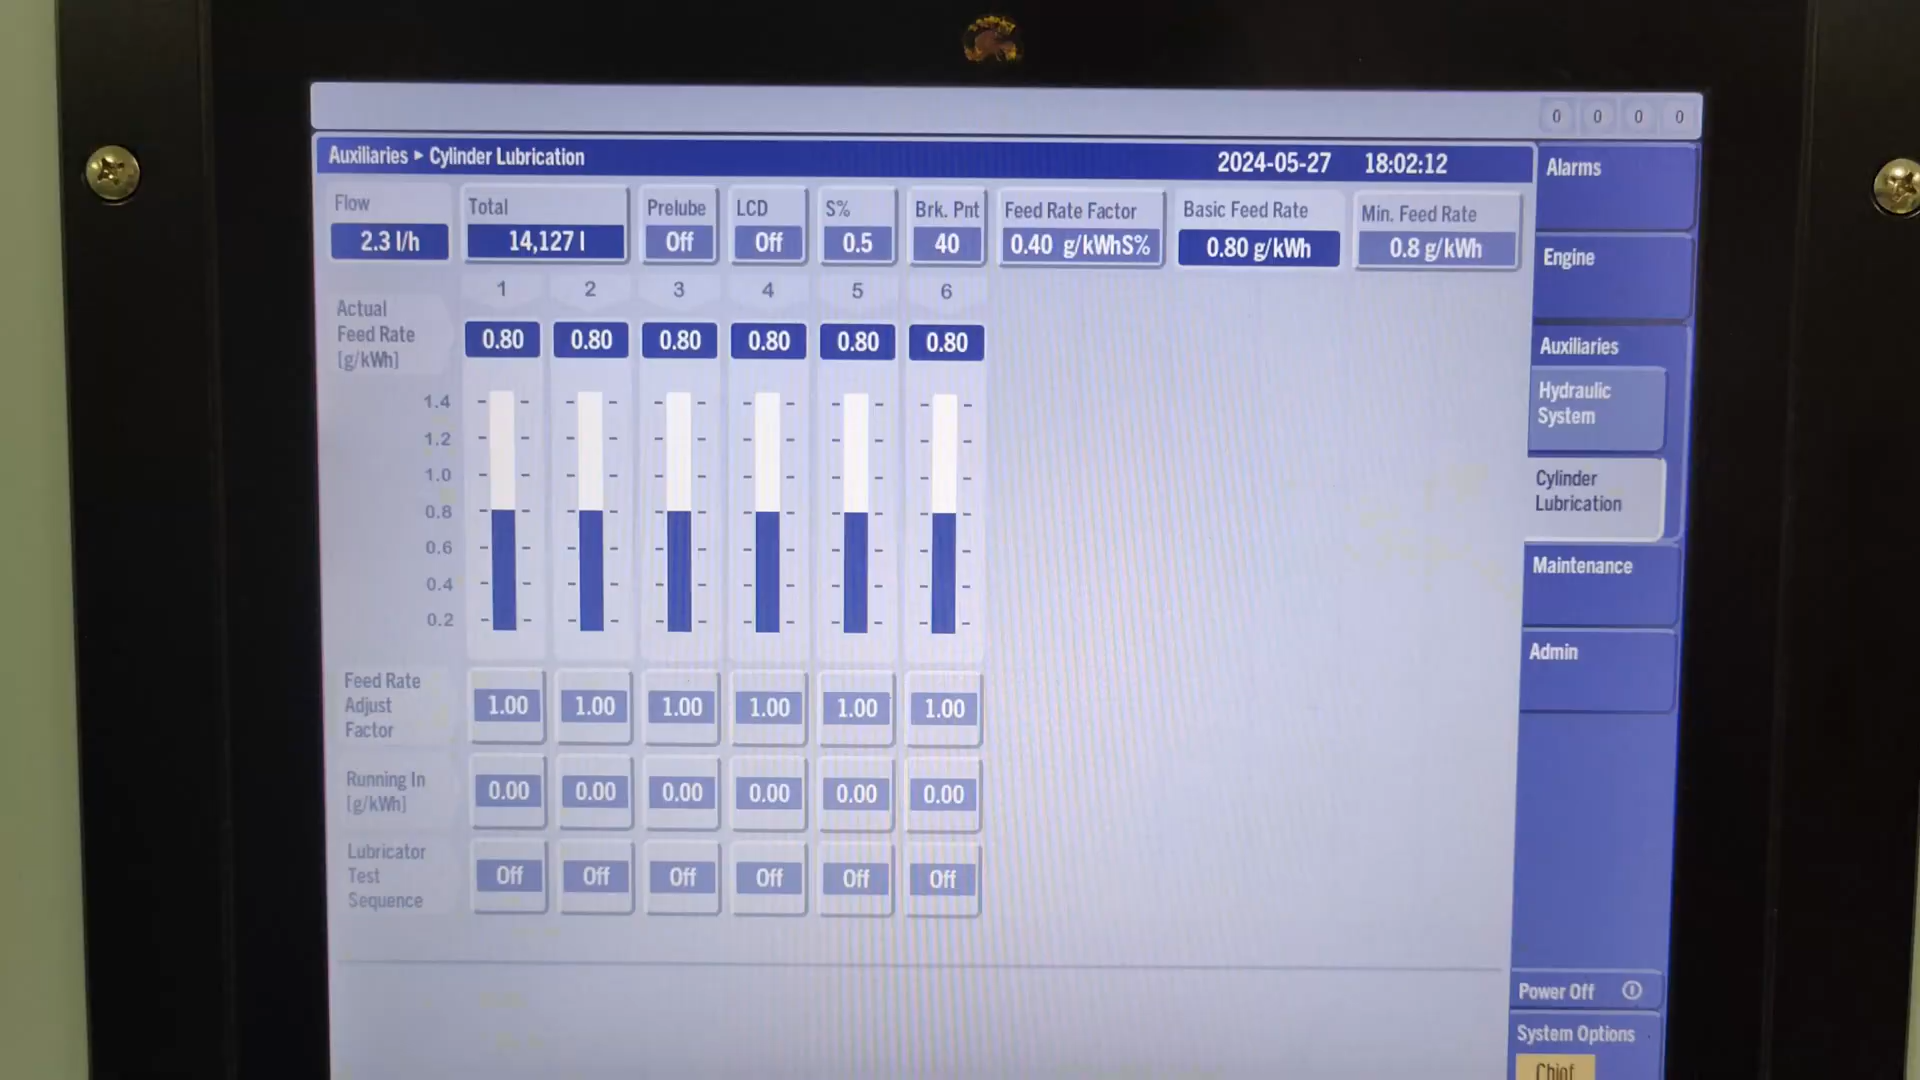 0 0 0 0
Auxiliaries ▸ Cylinder Lubrication 2024-05-27 18:02:12
Flow Total Prelube LCD S% Brk. Pnt Feed Rate Factor Basic Feed Rate Min. Feed Rate
2.3 l/h 14,127 l Off Off 0.5 40 0.40 g/kWhS% 0.80 g/kWh 0.8 g/kWh
1 2 3 4 5 6
Actual
Feed Rate
[g/kWh]
0.80 0.80 0.80 0.80 0.80 0.80
1.4
1.2
1.0
0.8
0.6
0.4
0.2
Feed Rate
Adjust
Factor
1.00 1.00 1.00 1.00 1.00 1.00
Running In
[g/kWh]
0.00 0.00 0.00 0.00 0.00 0.00
Lubricator
Test
Sequence
Off Off Off Off Off Off
Alarms
Engine
Auxiliaries
Hydraulic
System
Cylinder
Lubrication
Maintenance
Admin
Power Off
System Options
Chief